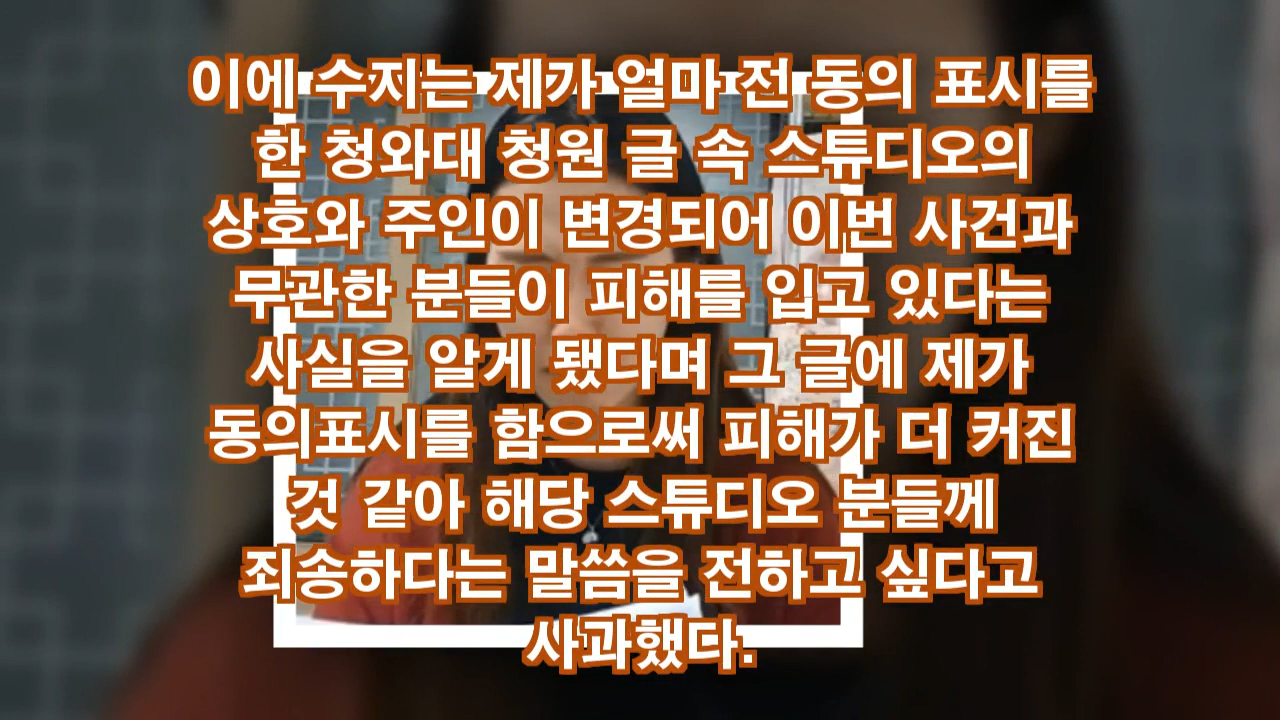 이에 수지는 제가 얼마 전 동의 표시를
한 청와대 청원 글 속 스튜디오의
상호와 주인이 변경되어 이번 사건과
무관한 분들이 피해를 입고 있다는
사실을 알게 됐다며 그 글에 제가
동의표시를 함으로써 피해가 더 커진
것 같아 해당 스튜디오 분들께
죄송하다는 말씀을 전하고 싶다고
사과했다.